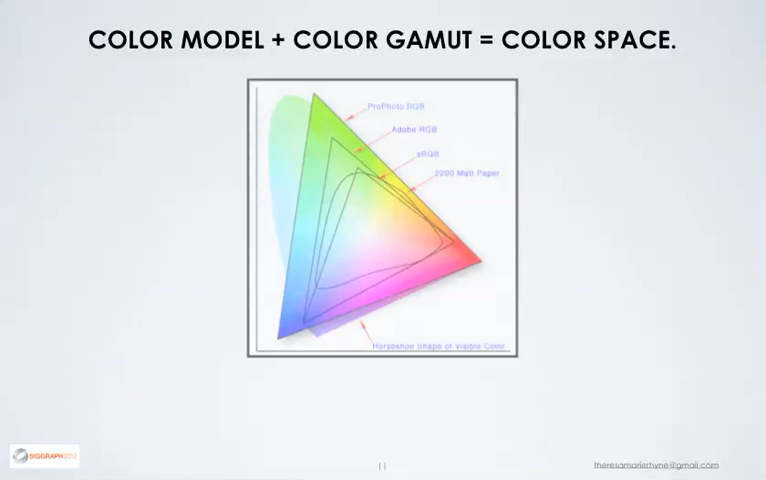 COLOR MODEL + COLOR GAMUT = COLOR SPACE.
ProPhoto RGB
Adobe RGB
sRGB
2200 Matt Paper
Horseshoe Shape of Visible Color
SIGGRAPH2012
11
theresamarierhyne@gmail.com